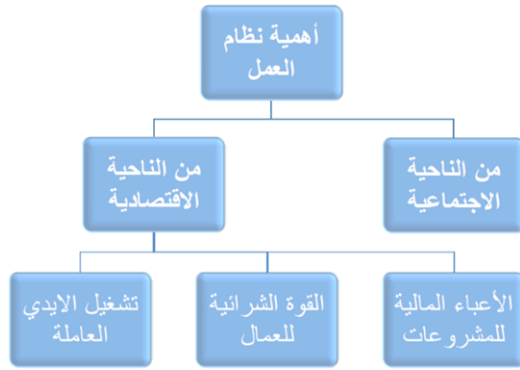 أهمية نظام
العمل
من الناحية
الاجتماعية
من الناحية
الاقتصادية
الأعباء المالية
للمشروعات
القوة الشرائية
للعمال
تشغيل الايدي
العاملة